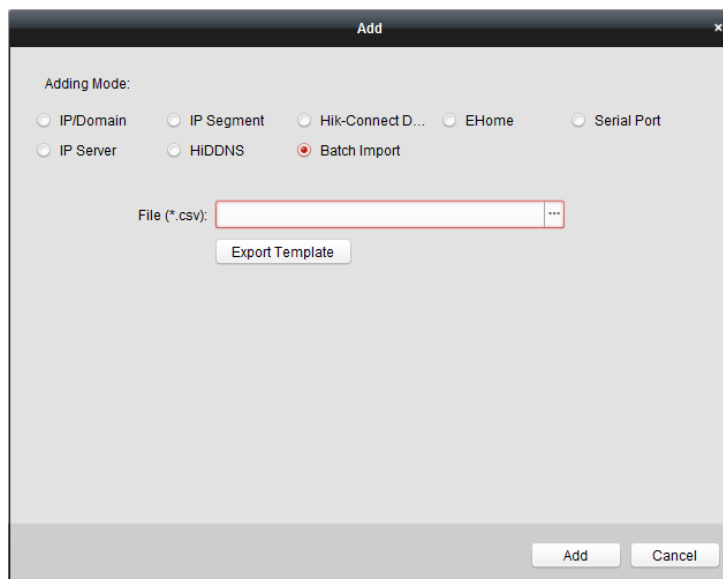 Add
Adding Mode:
IP/Domain IP Segment Hik-Connect D... EHome Serial Port
IP Server HiDDNS Batch Import
File (*.csv): ...
Export Template
Add Cancel